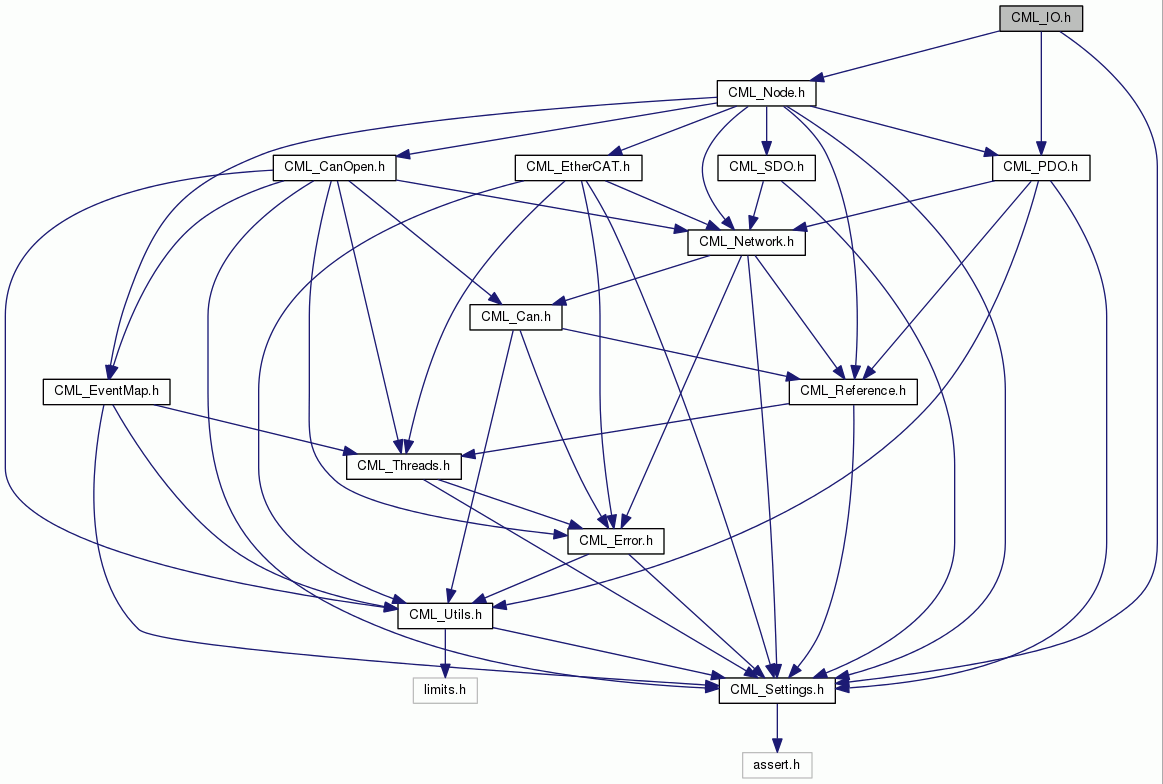 CML_IO.h
CML_Node.h
CML_CanOpen.h
CML_EtherCAT.h
CML_SDO.h
CML_PDO.h
CML_Network.h
CML_Can.h
CML_EventMap.h
CML_Reference.h
CML_Threads.h
CML_Error.h
CML_Utils.h
limits.h
CML_Settings.h
assert.h